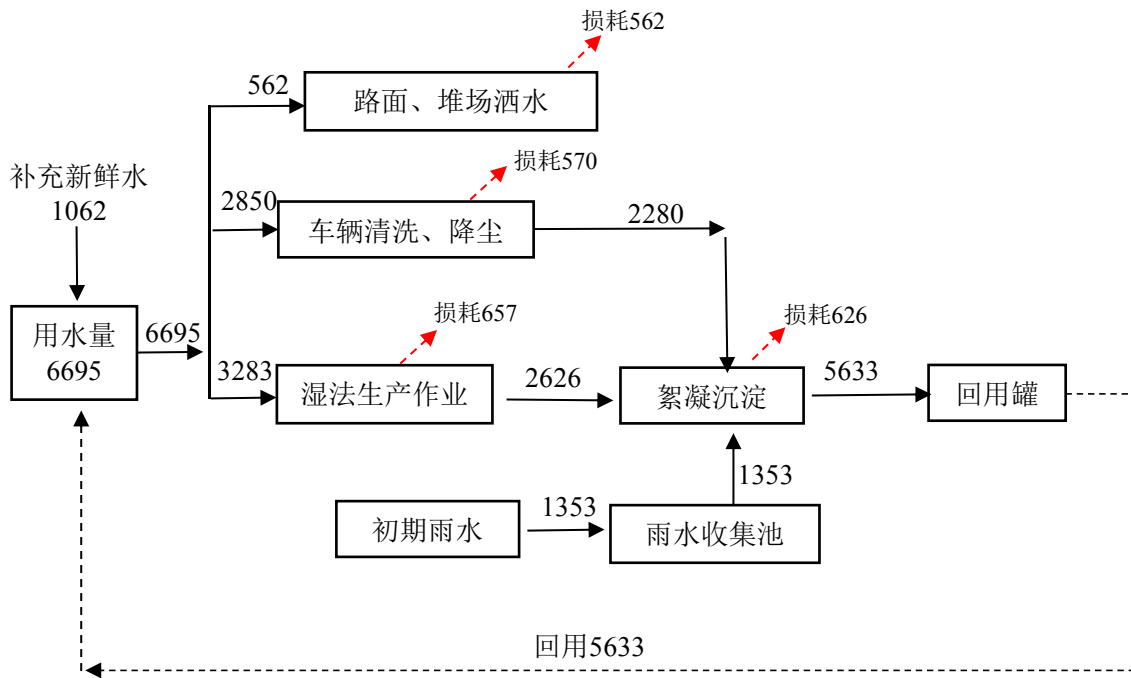 损耗562
562
路面、堆场洒水
损耗570
补充新鲜水
1062
2850
车辆清洗、降尘
2280
用水量
6695
6695
损耗657
损耗626
3283
湿法生产作业
2626
絮凝沉淀
5633
回用罐
1353
初期雨水
1353
雨水收集池
回用5633